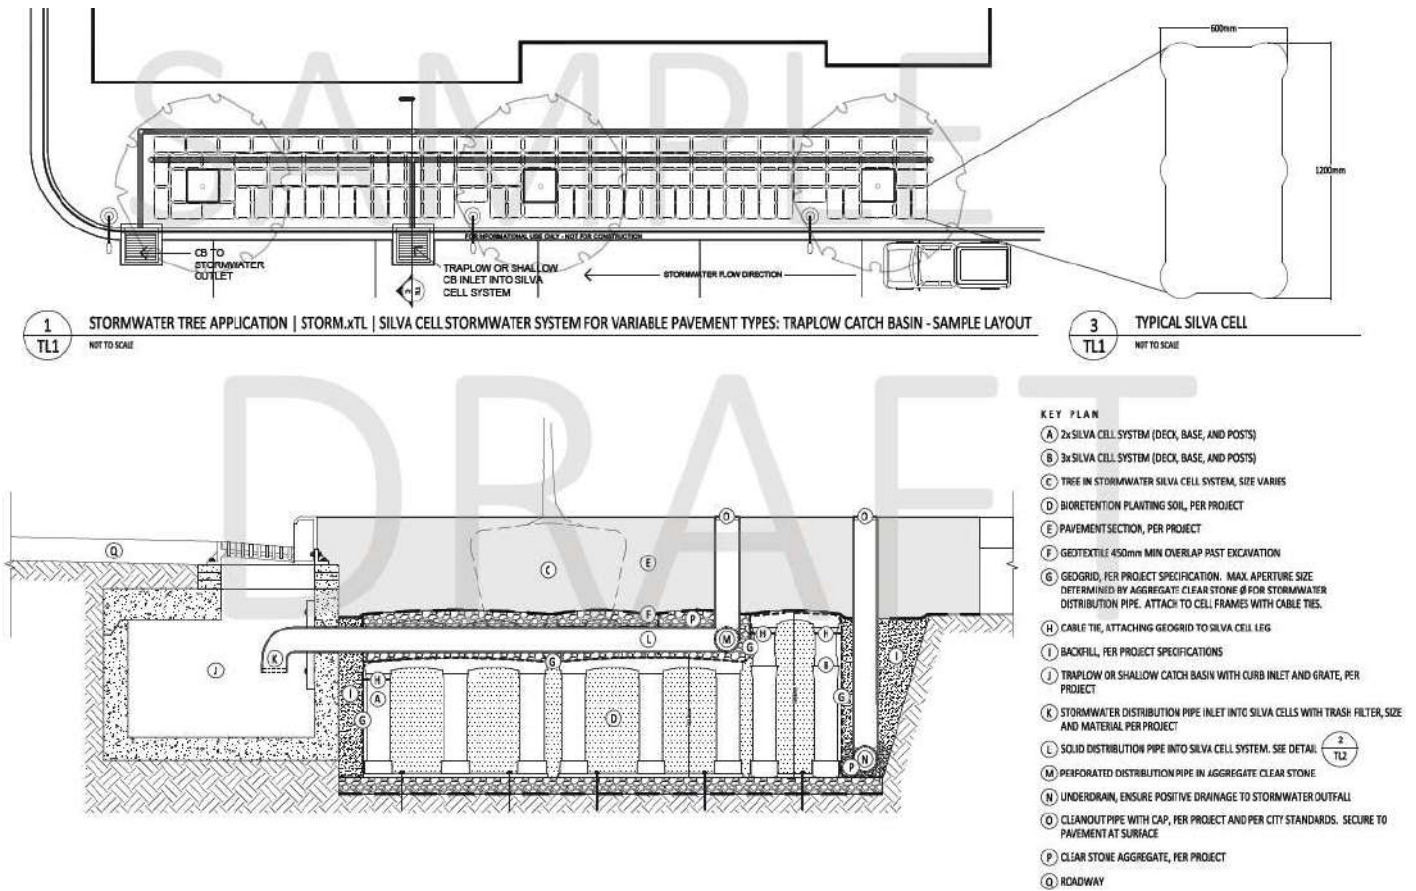 SAMPLE
600mm
1200mm
FOR INFORMATIONAL USE ONLY - NOT FOR CONSTRUCTION
CB TO
STORMWATER
OUTLET
TRAPLOW OR SHALLOW
CB INLET INTO SILVA
CELL SYSTEM
STORMWATER FLOW DIRECTION
1
TL1
STORMWATER TREE APPLICATION | STORM.xTL | SILVA CELL STORMWATER SYSTEM FOR VARIABLE PAVEMENT TYPES: TRAPLOW CATCH BASIN - SAMPLE LAYOUT
NOT TO SCALE
3
TL1
TYPICAL SILVA CELL
NOT TO SCALE
DRAFT
KEY PLAN
A 2x SILVA CELL SYSTEM (DECK, BASE, AND POSTS)
B 3x SILVA CELL SYSTEM (DECK, BASE, AND POSTS)
C TREE IN STORMWATER SILVA CELL SYSTEM, SIZE VARIES
D BIORETENTION PLANTING SOIL, PER PROJECT
E PAVEMENT SECTION, PER PROJECT
F GEOTEXTILE 450mm MIN OVERLAP PAST EXCAVATION
G GEOGRID, PER PROJECT SPECIFICATION. MAX. APERTURE SIZE
DETERMINED BY AGGREGATE CLEAR STONE Ø FOR STORMWATER
DISTRIBUTION PIPE. ATTACH TO CELL FRAMES WITH CABLE TIES.
H CABLE TIE, ATTACHING GEOGRID TO SILVA CELL LEG
I BACKFILL, PER PROJECT SPECIFICATIONS
J TRAPLOW OR SHALLOW CATCH BASIN WITH CURB INLET AND GRATE, PER
PROJECT
K STORMWATER DISTRIBUTION PIPE INLET INTO SILVA CELLS WITH TRASH FILTER, SIZE
AND MATERIAL PER PROJECT
L SOLID DISTRIBUTION PIPE INTO SILVA CELL SYSTEM. SEE DETAIL 2
TL2
M PERFORATED DISTRIBUTION PIPE IN AGGREGATE CLEAR STONE
N UNDERDRAIN, ENSURE POSITIVE DRAINAGE TO STORMWATER OUTFALL
O CLEANOUT PIPE WITH CAP, PER PROJECT AND PER CITY STANDARDS. SECURE TO
PAVEMENT AT SURFACE
P CLEAR STONE AGGREGATE, PER PROJECT
Q ROADWAY
O
O
Q
E
C
F
P
L
M
H
H
G
G
K
J
B
H
A
I
I
G
D
G
G
P
N